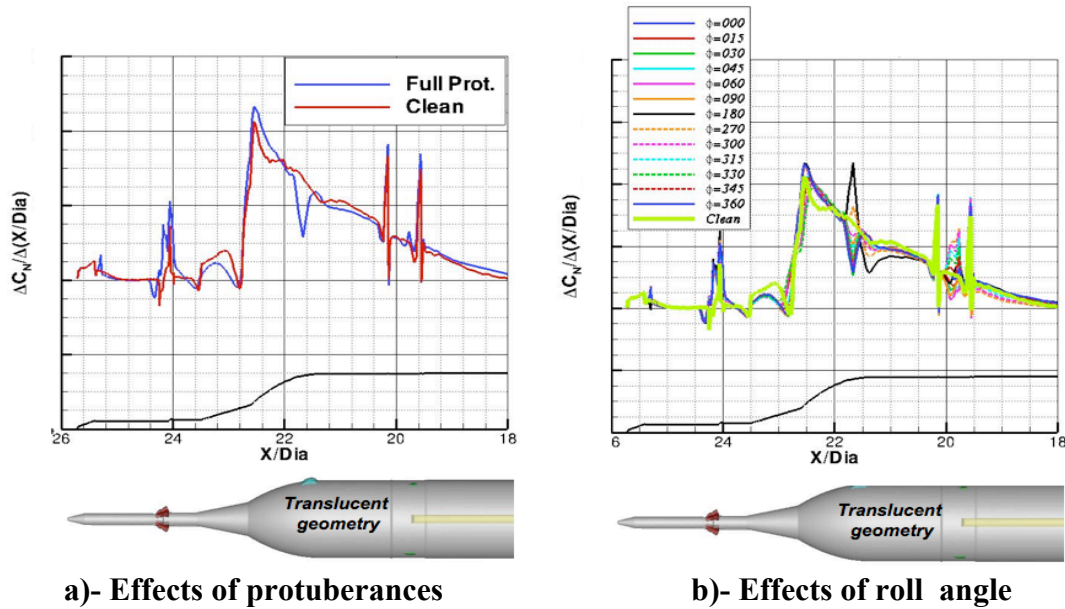 Full Prot.
Clean
ΔC_N/Δ(X/Dia)
26 24 22 20 18
X/Dia
Translucent
geometry
a)- Effects of protuberances
ϕ=000
ϕ=015
ϕ=030
ϕ=045
ϕ=060
ϕ=090
ϕ=180
ϕ=270
ϕ=300
ϕ=315
ϕ=330
ϕ=345
ϕ=360
Clean
ΔC_N/Δ(X/Dia)
6 24 22 20 18
X/Dia
Translucent
geometry
b)- Effects of roll angle